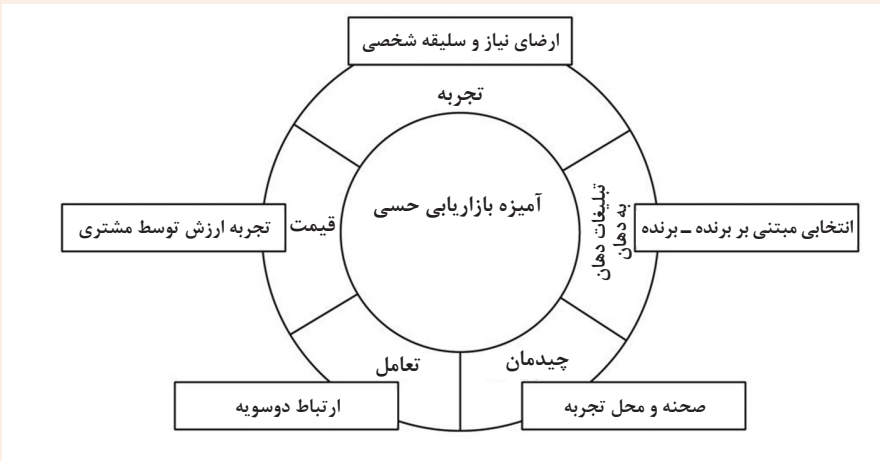 ارضای نیاز و سلیقه شخصی
تجربه
آمیزه بازاریابی حسی
تبلیغات دهان
به دهان
انتخابی مبتنی بر برنده ـ برنده
قیمت
تجربه ارزش توسط مشتری
چیدمان
صحنه و محل تجربه
تعامل
ارتباط دوسویه